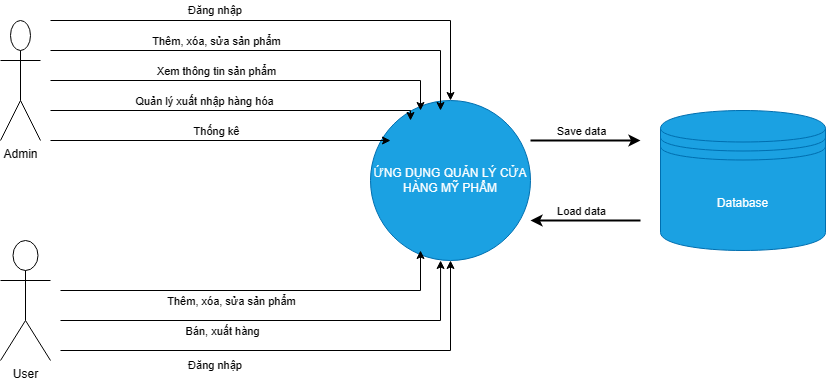 Đăng nhập
Thêm, xóa, sửa sản phẩm
Xem thông tin sản phẩm
Quản lý xuất nhập hàng hóa
Thống kê
Admin
ỨNG DỤNG QUẢN LÝ CỬA
HÀNG MỸ PHẨM
Save data
Load data
Database
Thêm, xóa, sửa sản phẩm
Bán, xuất hàng
Đăng nhập
User